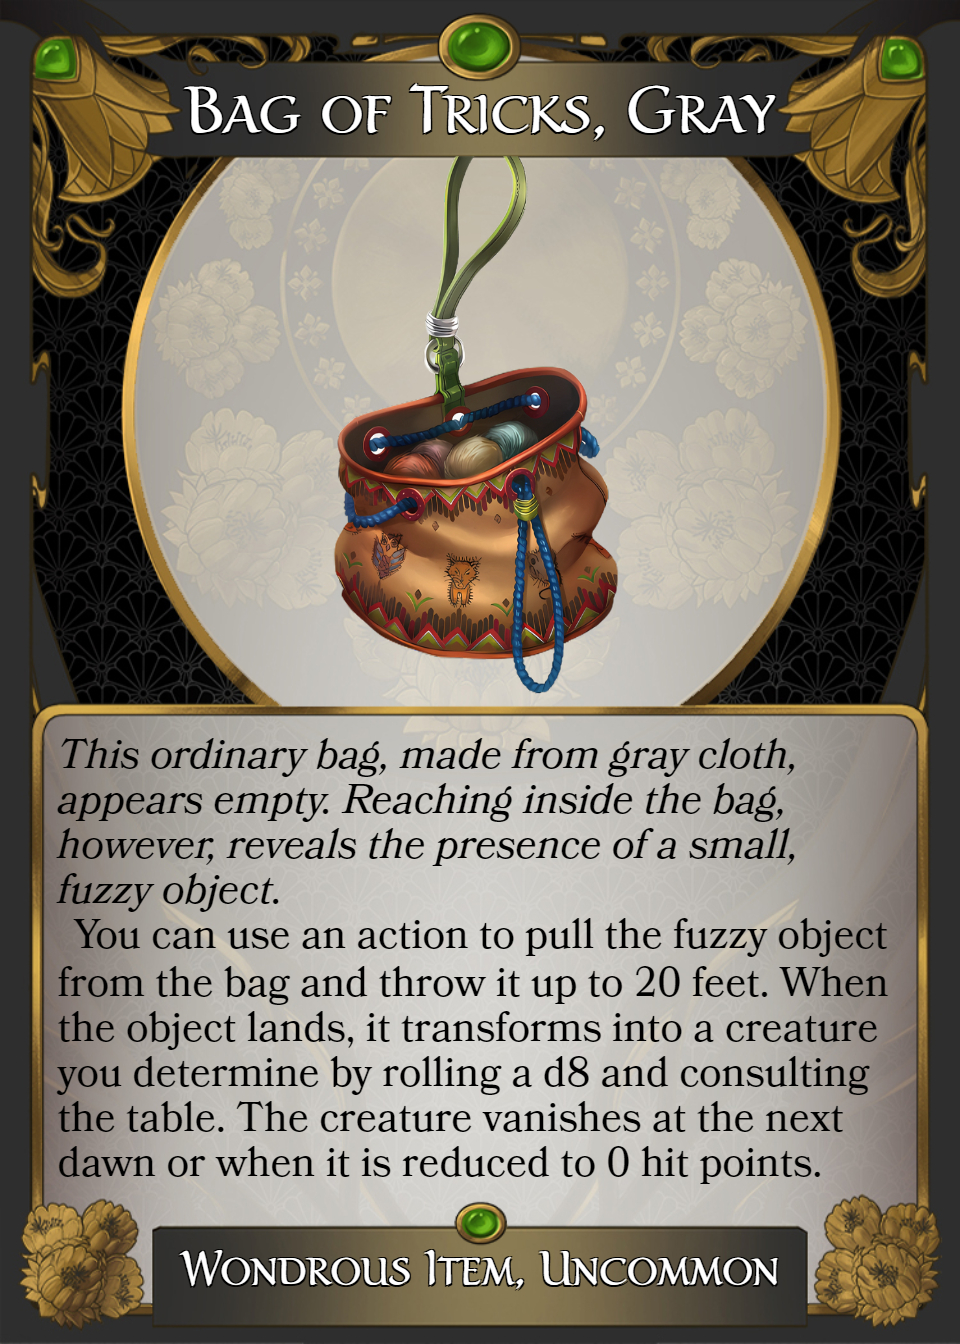 Bag of Tricks, Gray
This ordinary bag, made from gray cloth,
appears empty. Reaching inside the bag,
however, reveals the presence of a small,
fuzzy object.
You can use an action to pull the fuzzy object
from the bag and throw it up to 20 feet. When
the object lands, it transforms into a creature
you determine by rolling a d8 and consulting
the table. The creature vanishes at the next
dawn or when it is reduced to 0 hit points.
Wondrous Item, Uncommon